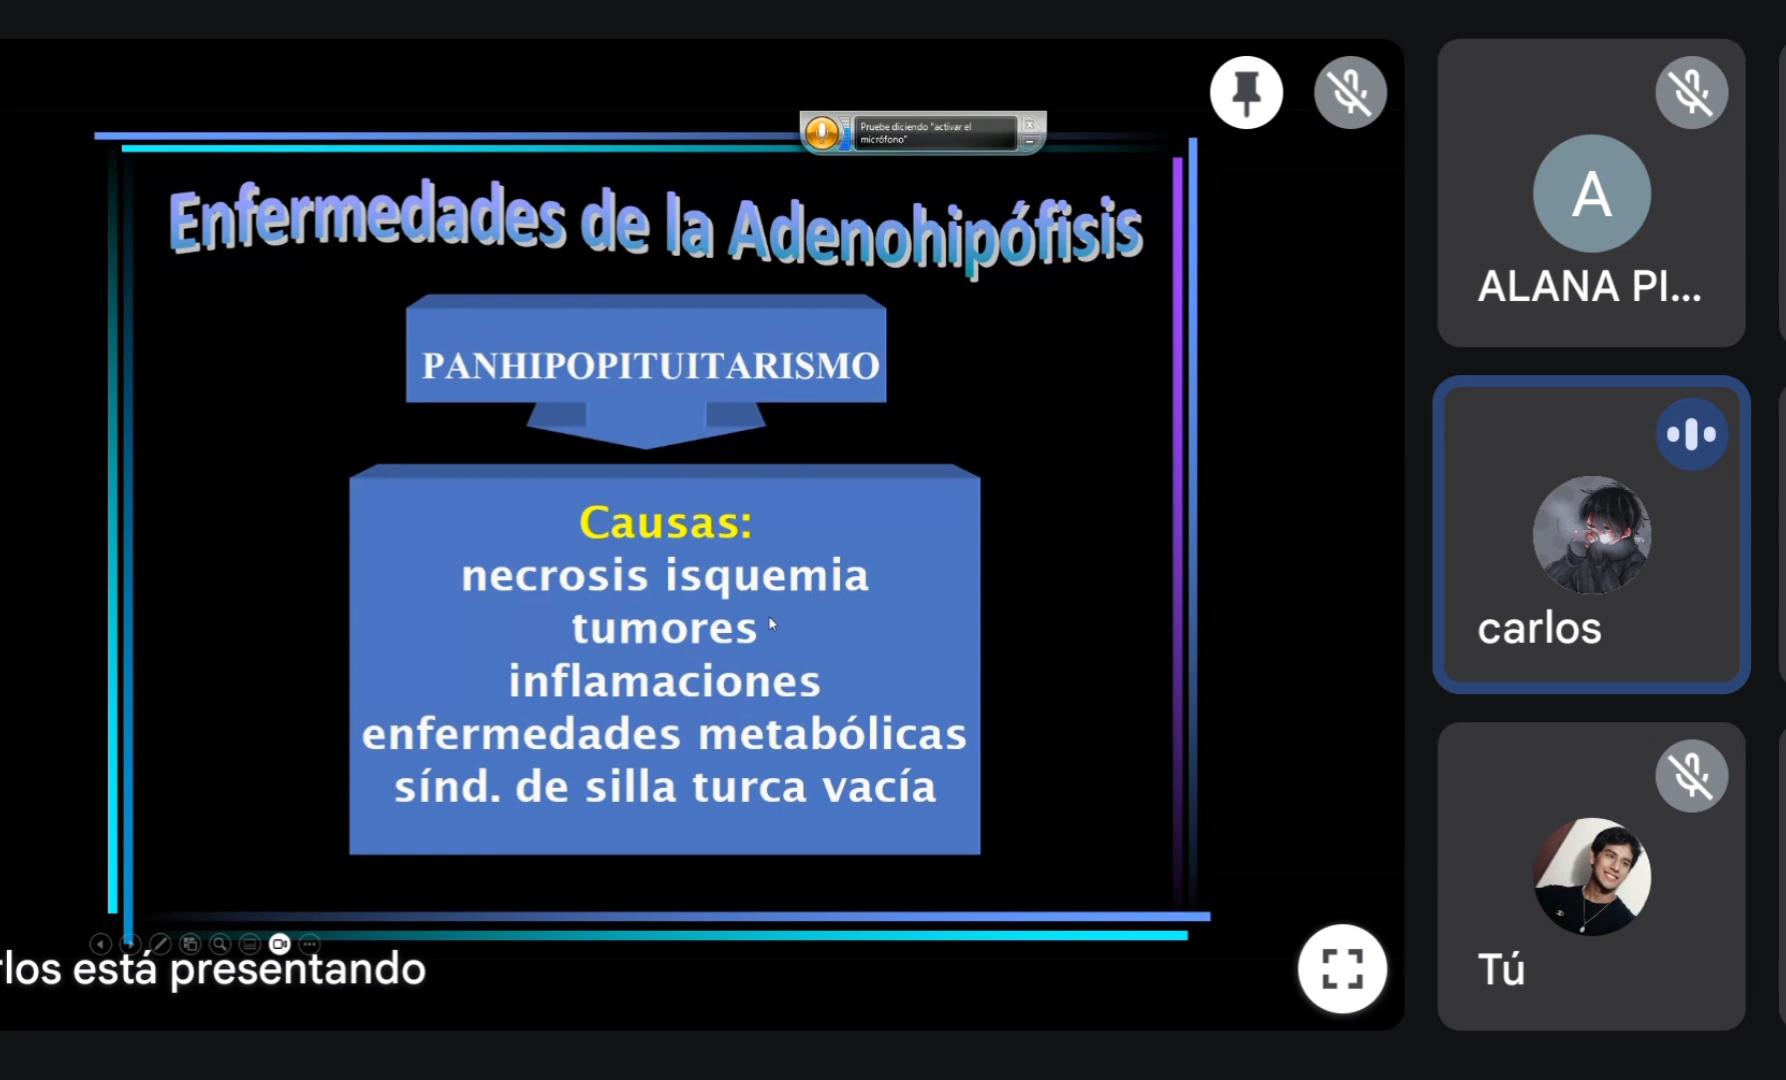 Pruebe diciendo "activar el
micrófono"
Enfermedades de la Adenohipófisis
PANHIPOPITUITARISMO
Causas:
necrosis isquemia
tumores
inflamaciones
enfermedades metabólicas
sínd. de silla turca vacía
rlos está presentando
A
ALANA PI...
carlos
Tú